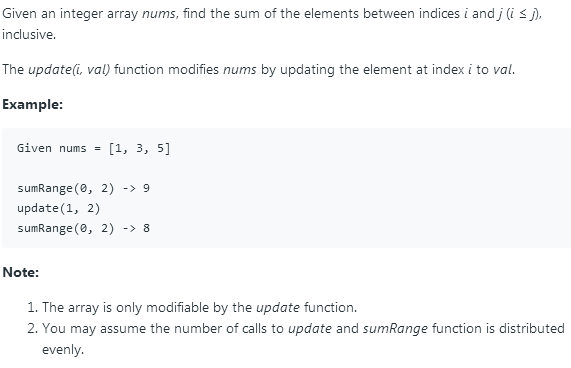 Given an integer array nums, find the sum of the elements between indices i and j (i ≤ j),
inclusive.
The update(i, val) function modifies nums by updating the element at index i to val.
Example:
Given nums = [1, 3, 5]
sumRange(0, 2) -> 9
update(1, 2)
sumRange(0, 2) -> 8
Note:
1. The array is only modifiable by the update function.
2. You may assume the number of calls to update and sumRange function is distributed
evenly.